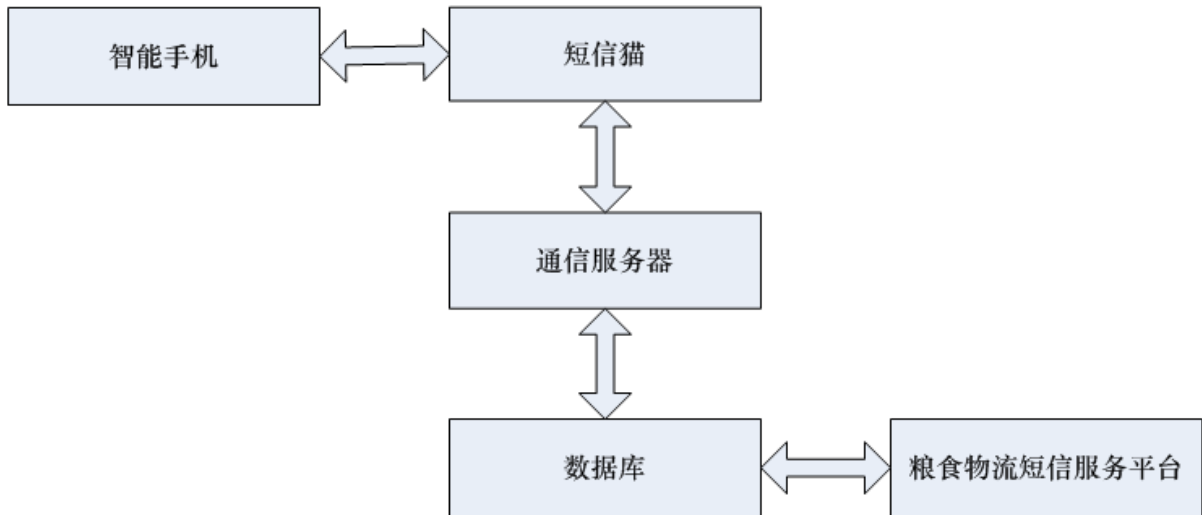 智能手机
短信猫
通信服务器
数据库
粮食物流短信服务平台